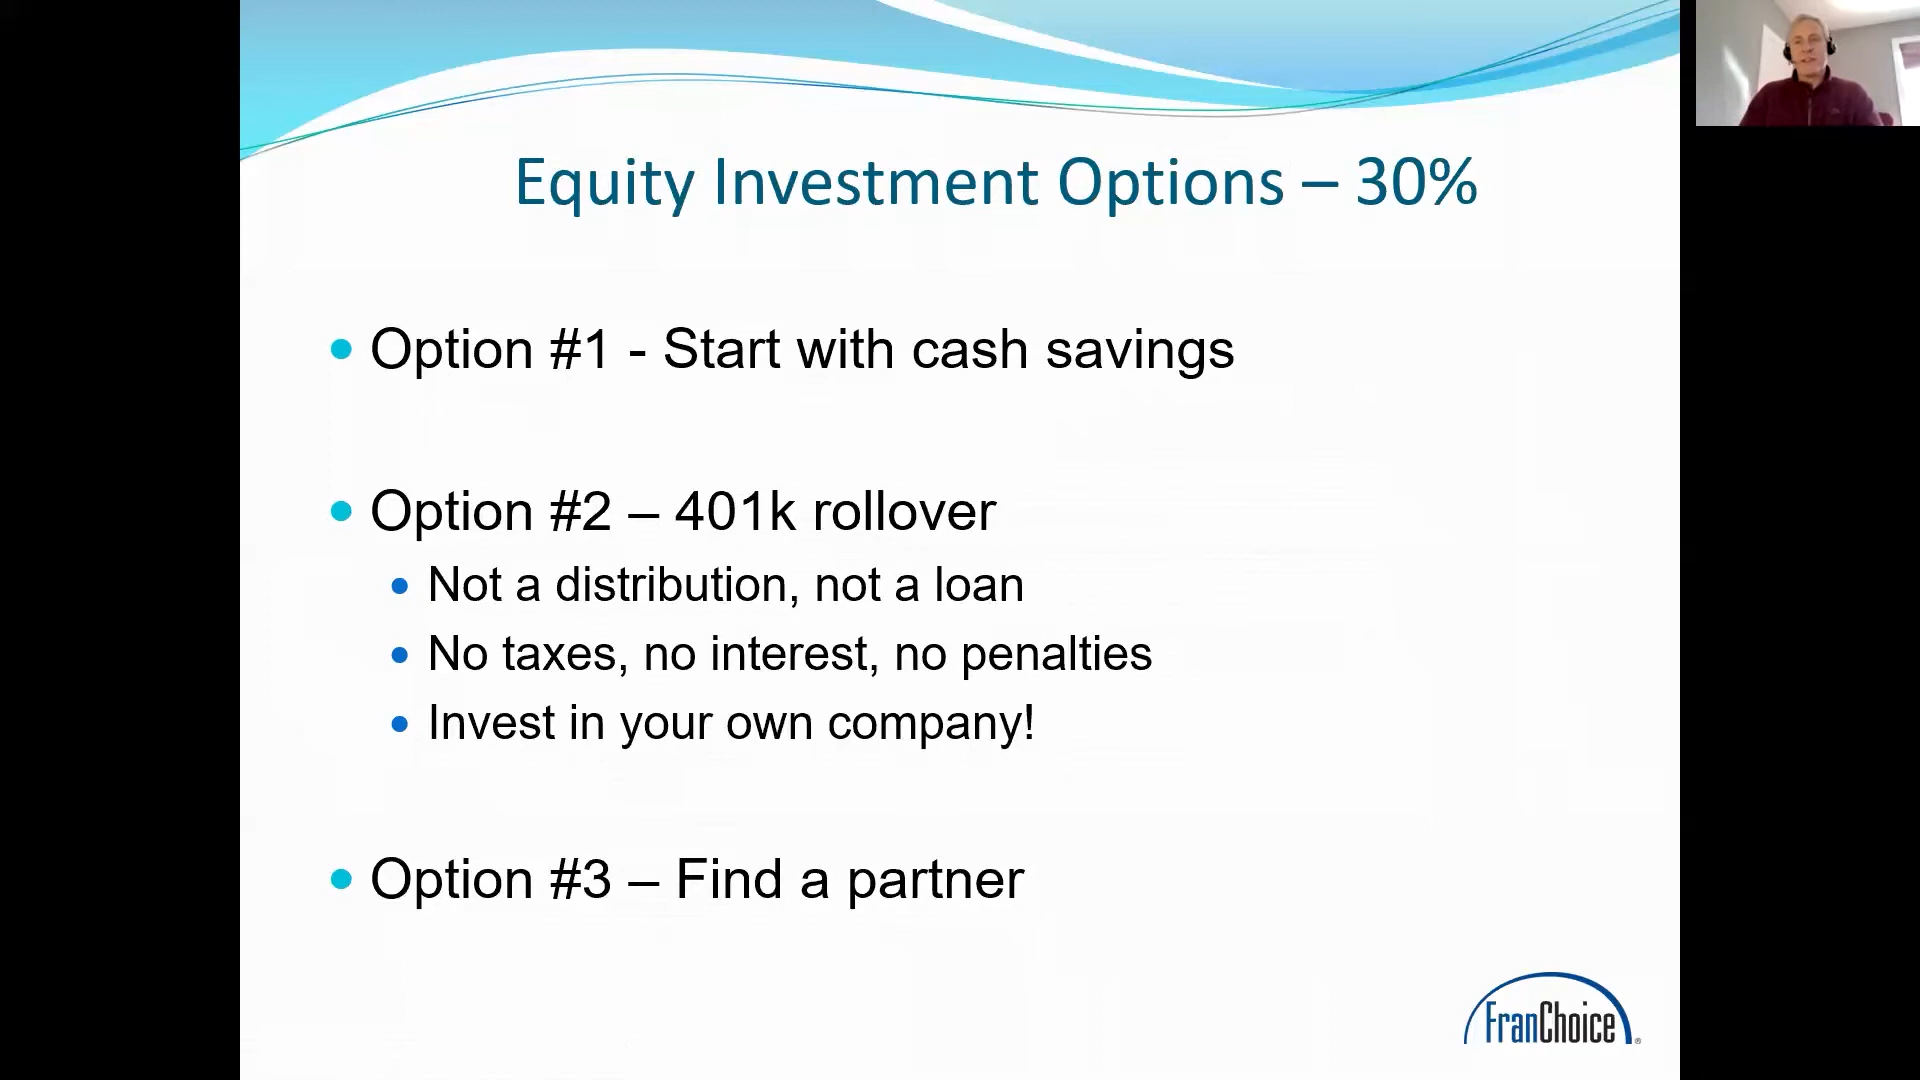 Equity Investment Options – 30%
Option #1 - Start with cash savings
Option #2 – 401k rollover
Not a distribution, not a loan
No taxes, no interest, no penalties
Invest in your own company!
Option #3 – Find a partner
FranChoice®